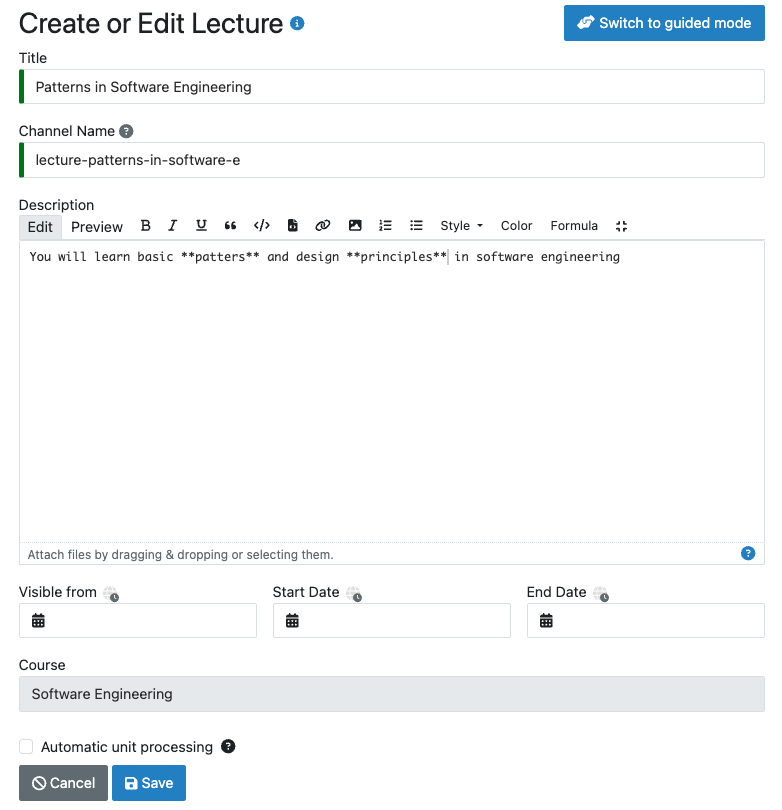 Create or Edit Lecture
Switch to guided mode
Title
Patterns in Software Engineering
Channel Name
lecture-patterns-in-software-e
Description
Edit Preview B I U Style Color Formula
You will learn basic **patters** and design **principles** in software engineering
Attach files by dragging & dropping or selecting them.
Visible from Start Date End Date
Course
Software Engineering
Automatic unit processing
Cancel Save